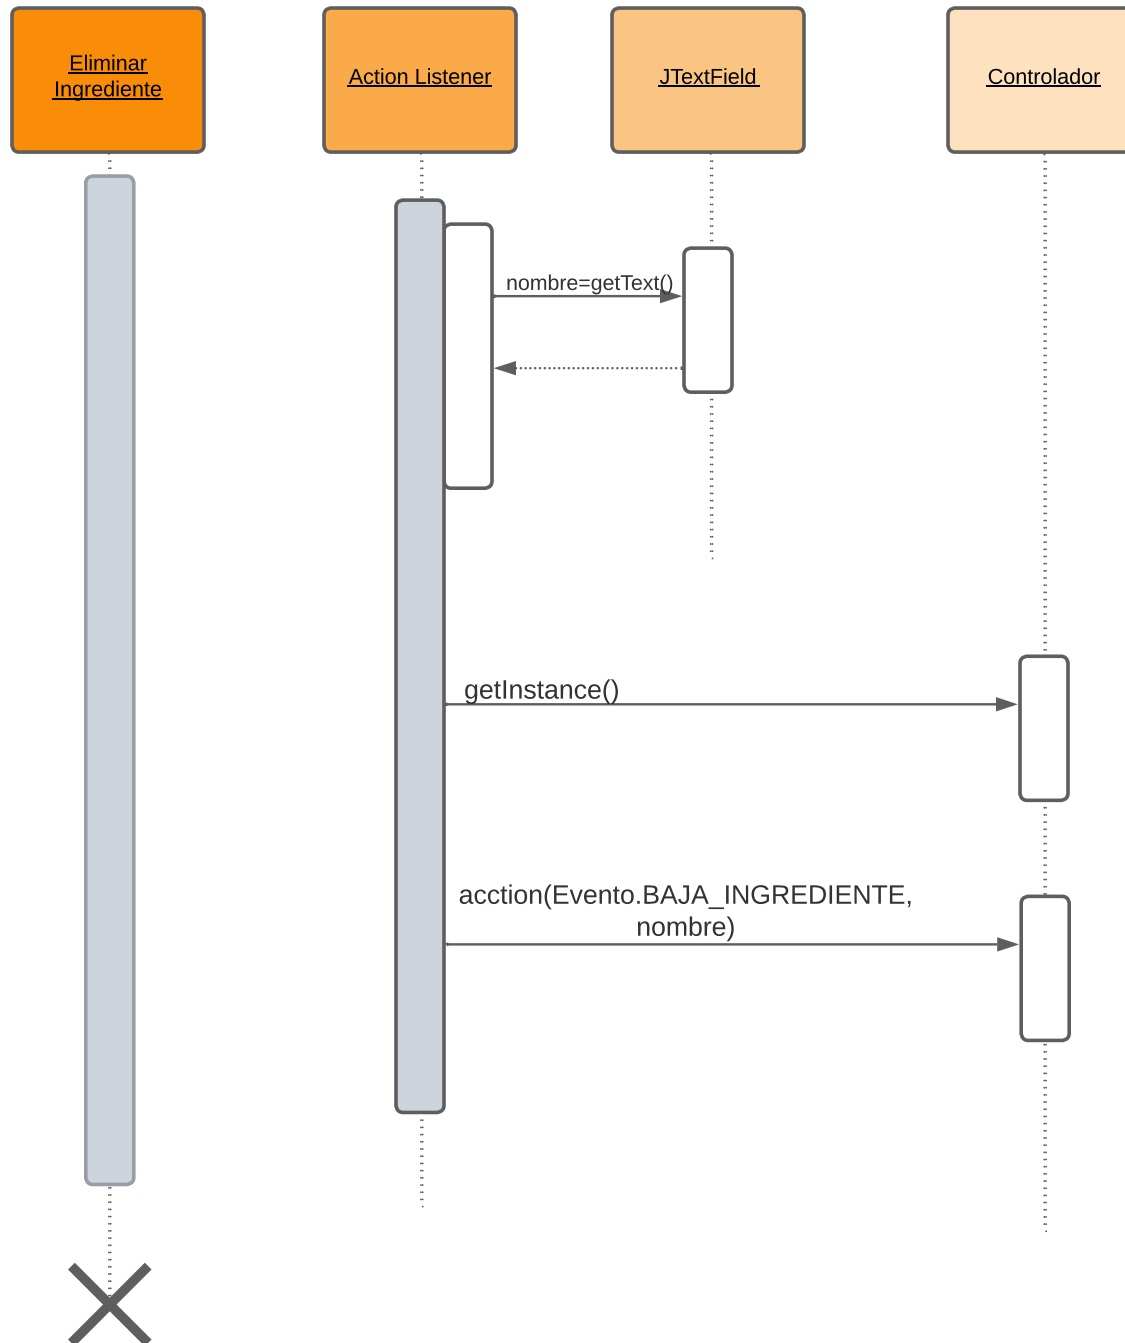 Eliminar
Ingrediente
Action Listener
JTextField
Controlador
nombre=getText()
getInstance()
acction(Evento.BAJA_INGREDIENTE,
nombre)